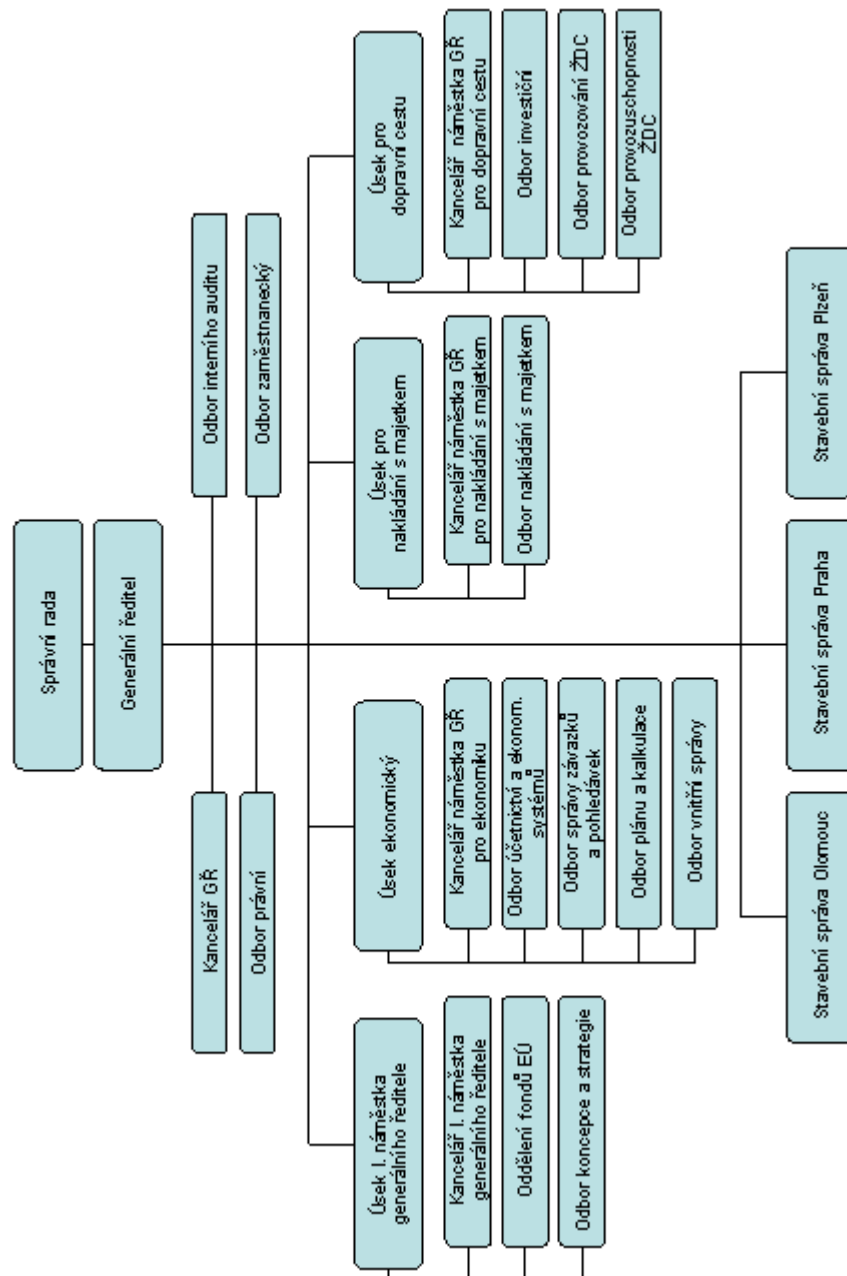 Správní rada
Generální ředitel
Kancelář GŘ
Odbor interního auditu
Odbor právní
Odbor zaměstnanecký
Úsek I. náměstka
generálního ředitele
Kancelář I. náměstka
generálního ředitele
Oddělení fondů EÚ
Odbor koncepce a strategie
Úsek ekonomický
Kancelář náměstka GŘ
pro ekonomiku
Odbor účetnictví a ekonom.
systémů
Odbor správy závazků
a pohledávek
Odbor plánu a kalkulace
Odbor vnitřní správy
Úsek pro
nakládání s majetkem
Kancelář náměstka GŘ
pro nakládání s majetkem
Odbor nakládání s majetkem
Úsek pro
dopravní cestu
Kancelář náměstka GŘ
pro dopravní cestu
Odbor investiční
Odbor provozování ŽDC
Odbor provozuschopnosti
ŽDC
Stavební správa Olomouc
Stavební správa Praha
Stavební správa Plzeň